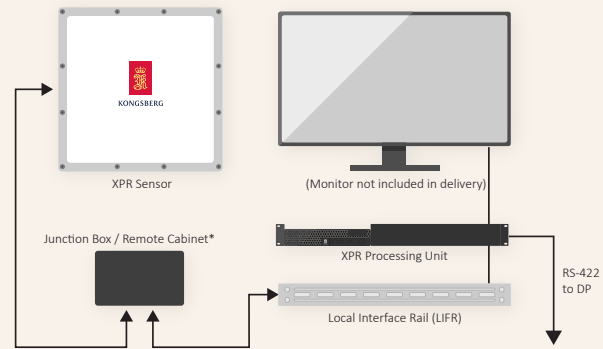 KONGSBERG
XPR Sensor
(Monitor not included in delivery)
Junction Box / Remote Cabinet*
XPR Processing Unit
RS-422
to DP
Local Interface Rail (LIFR)